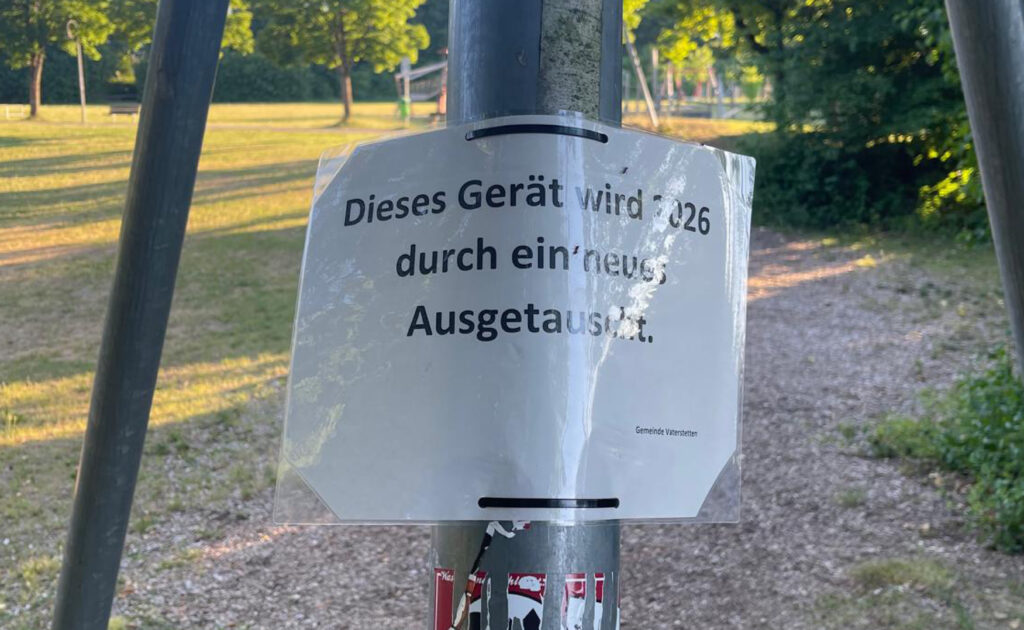 Dieses Gerät wird 2026
durch ein neues
Ausgetauscht.
Gemeinde Vaterstetten